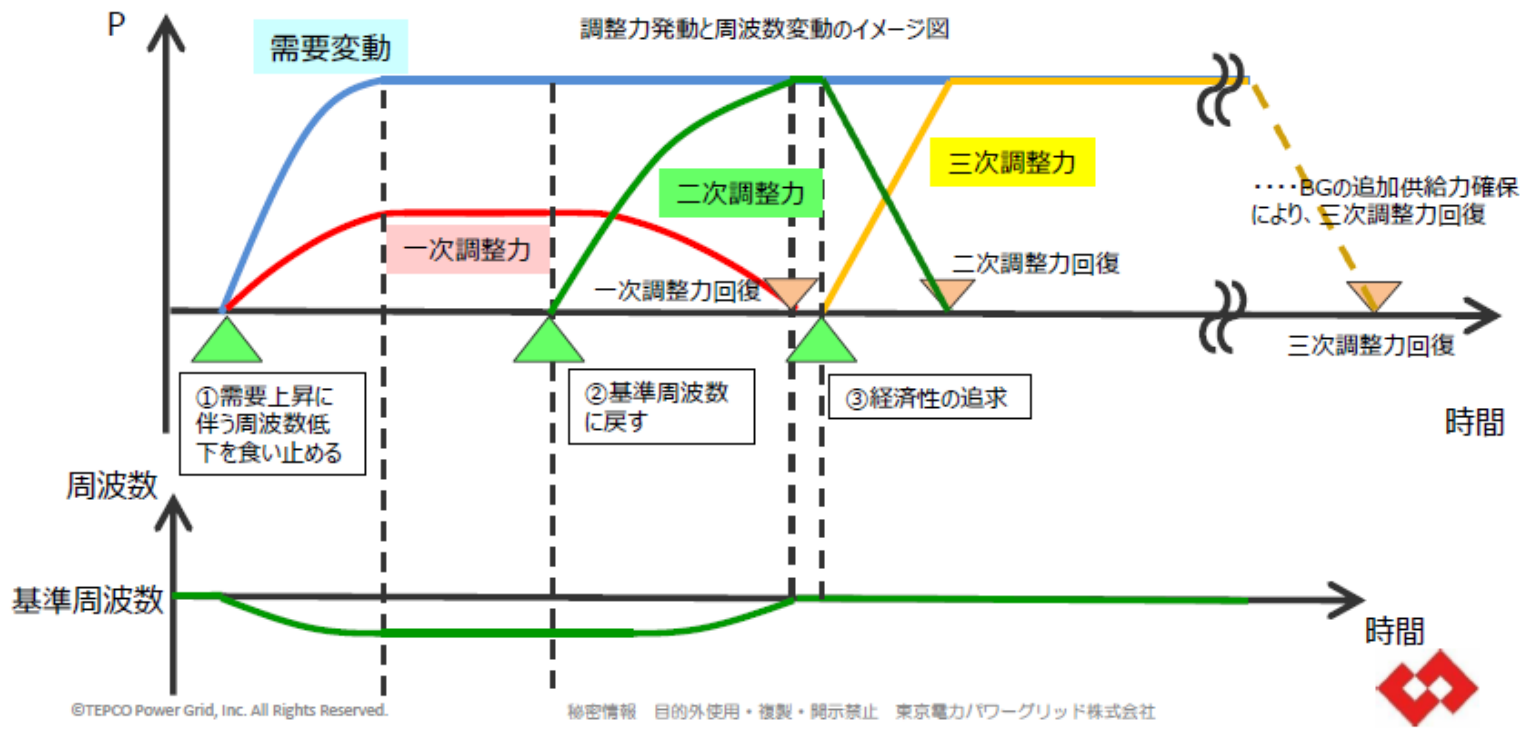 P
調整力発動と周波数変動のイメージ図
需要変動
三次調整力
二次調整力
・・・・BGの追加供給力確保
により、三次調整力回復
一次調整力
二次調整力回復
一次調整力回復
三次調整力回復
①需要上昇に
伴う周波数低
下を食い止める
②基準周波数
に戻す
③経済性の追求
時間
周波数
基準周波数
時間
©TEPCO Power Grid, Inc. All Rights Reserved.
秘密情報 目的外使用・複製・開示禁止 東京電力パワーグリッド株式会社